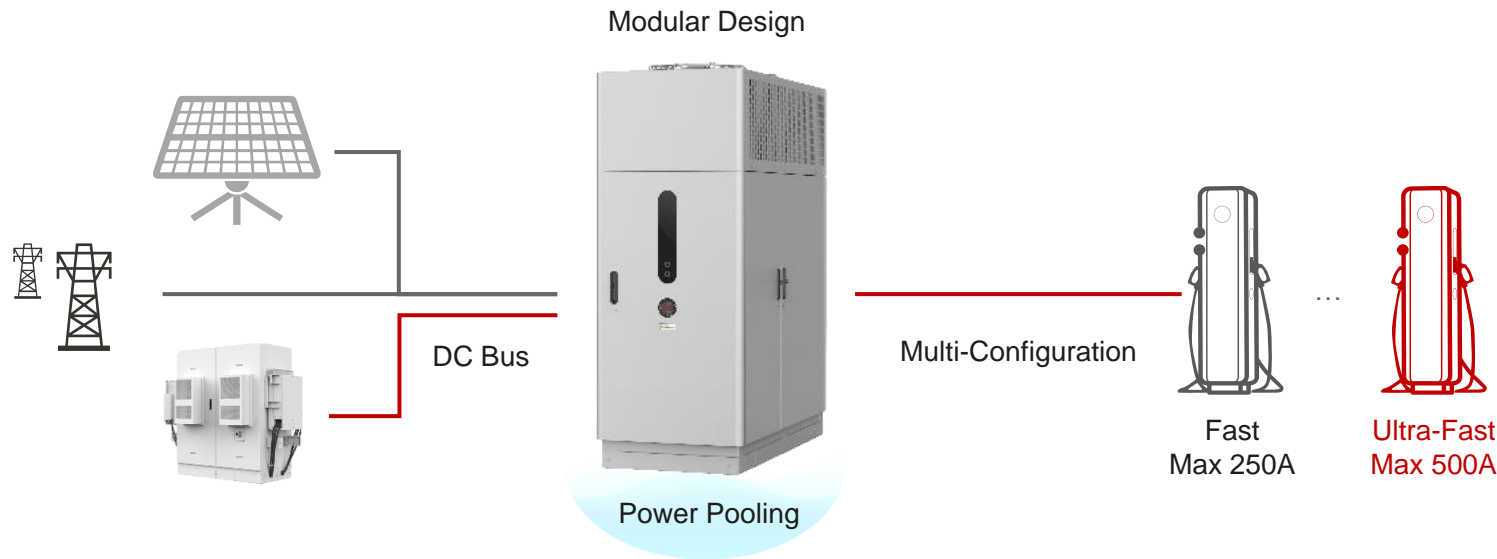 Modular Design
DC Bus
Multi-Configuration
...
Fast
Max 250A
Ultra-Fast
Max 500A
Power Pooling